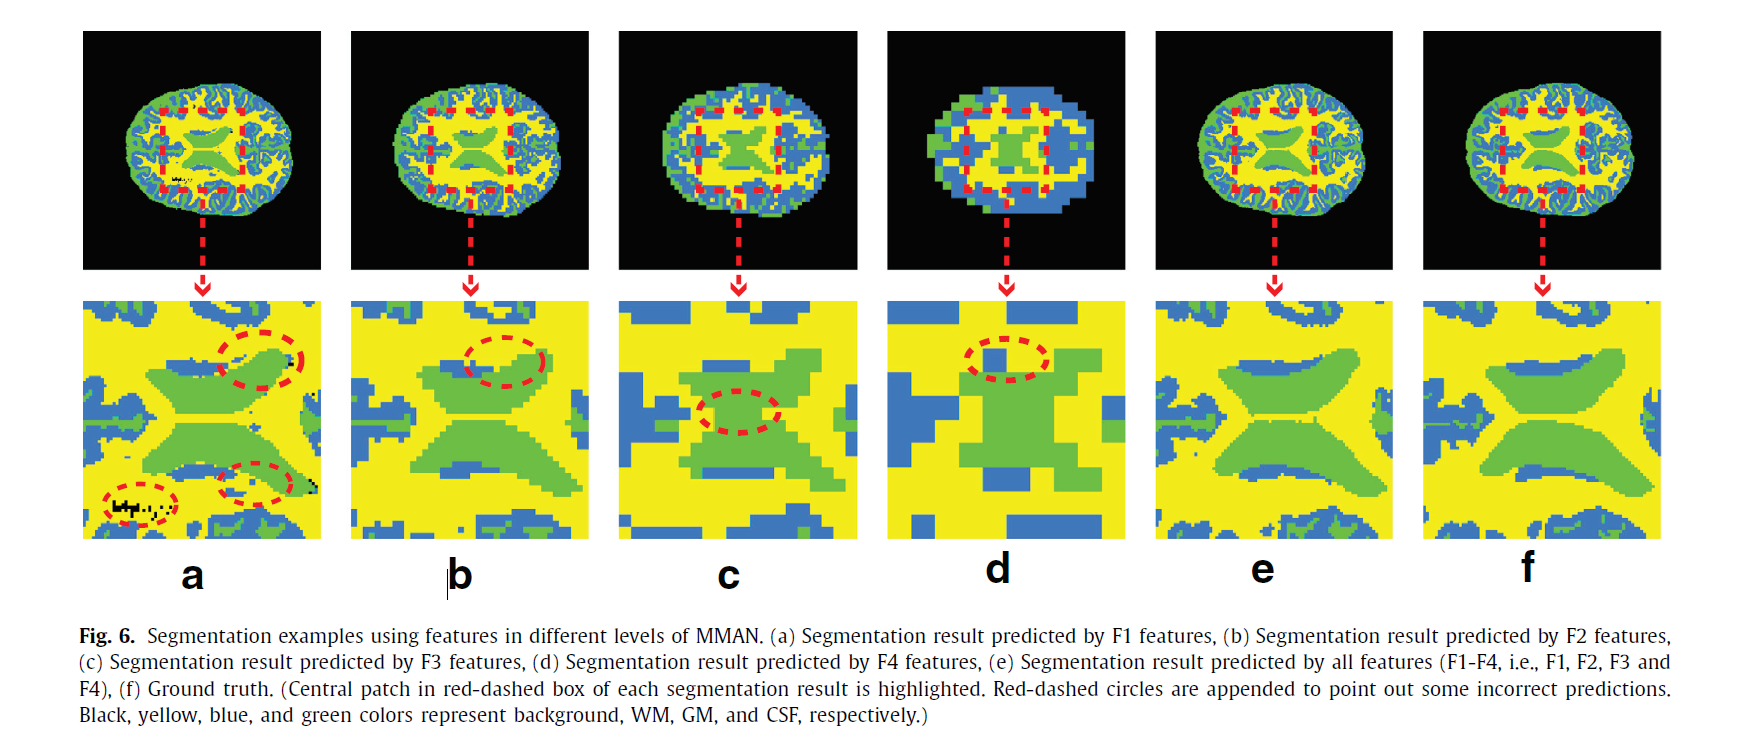 a b c d e f
Fig. 6. Segmentation examples using features in different levels of MMAN. (a) Segmentation result predicted by F1 features, (b) Segmentation result predicted by F2 features,
(c) Segmentation result predicted by F3 features, (d) Segmentation result predicted by F4 features, (e) Segmentation result predicted by all features (F1-F4, i.e., F1, F2, F3 and
F4), (f) Ground truth. (Central patch in red-dashed box of each segmentation result is highlighted. Red-dashed circles are appended to point out some incorrect predictions.
Black, yellow, blue, and green colors represent background, WM, GM, and CSF, respectively.)